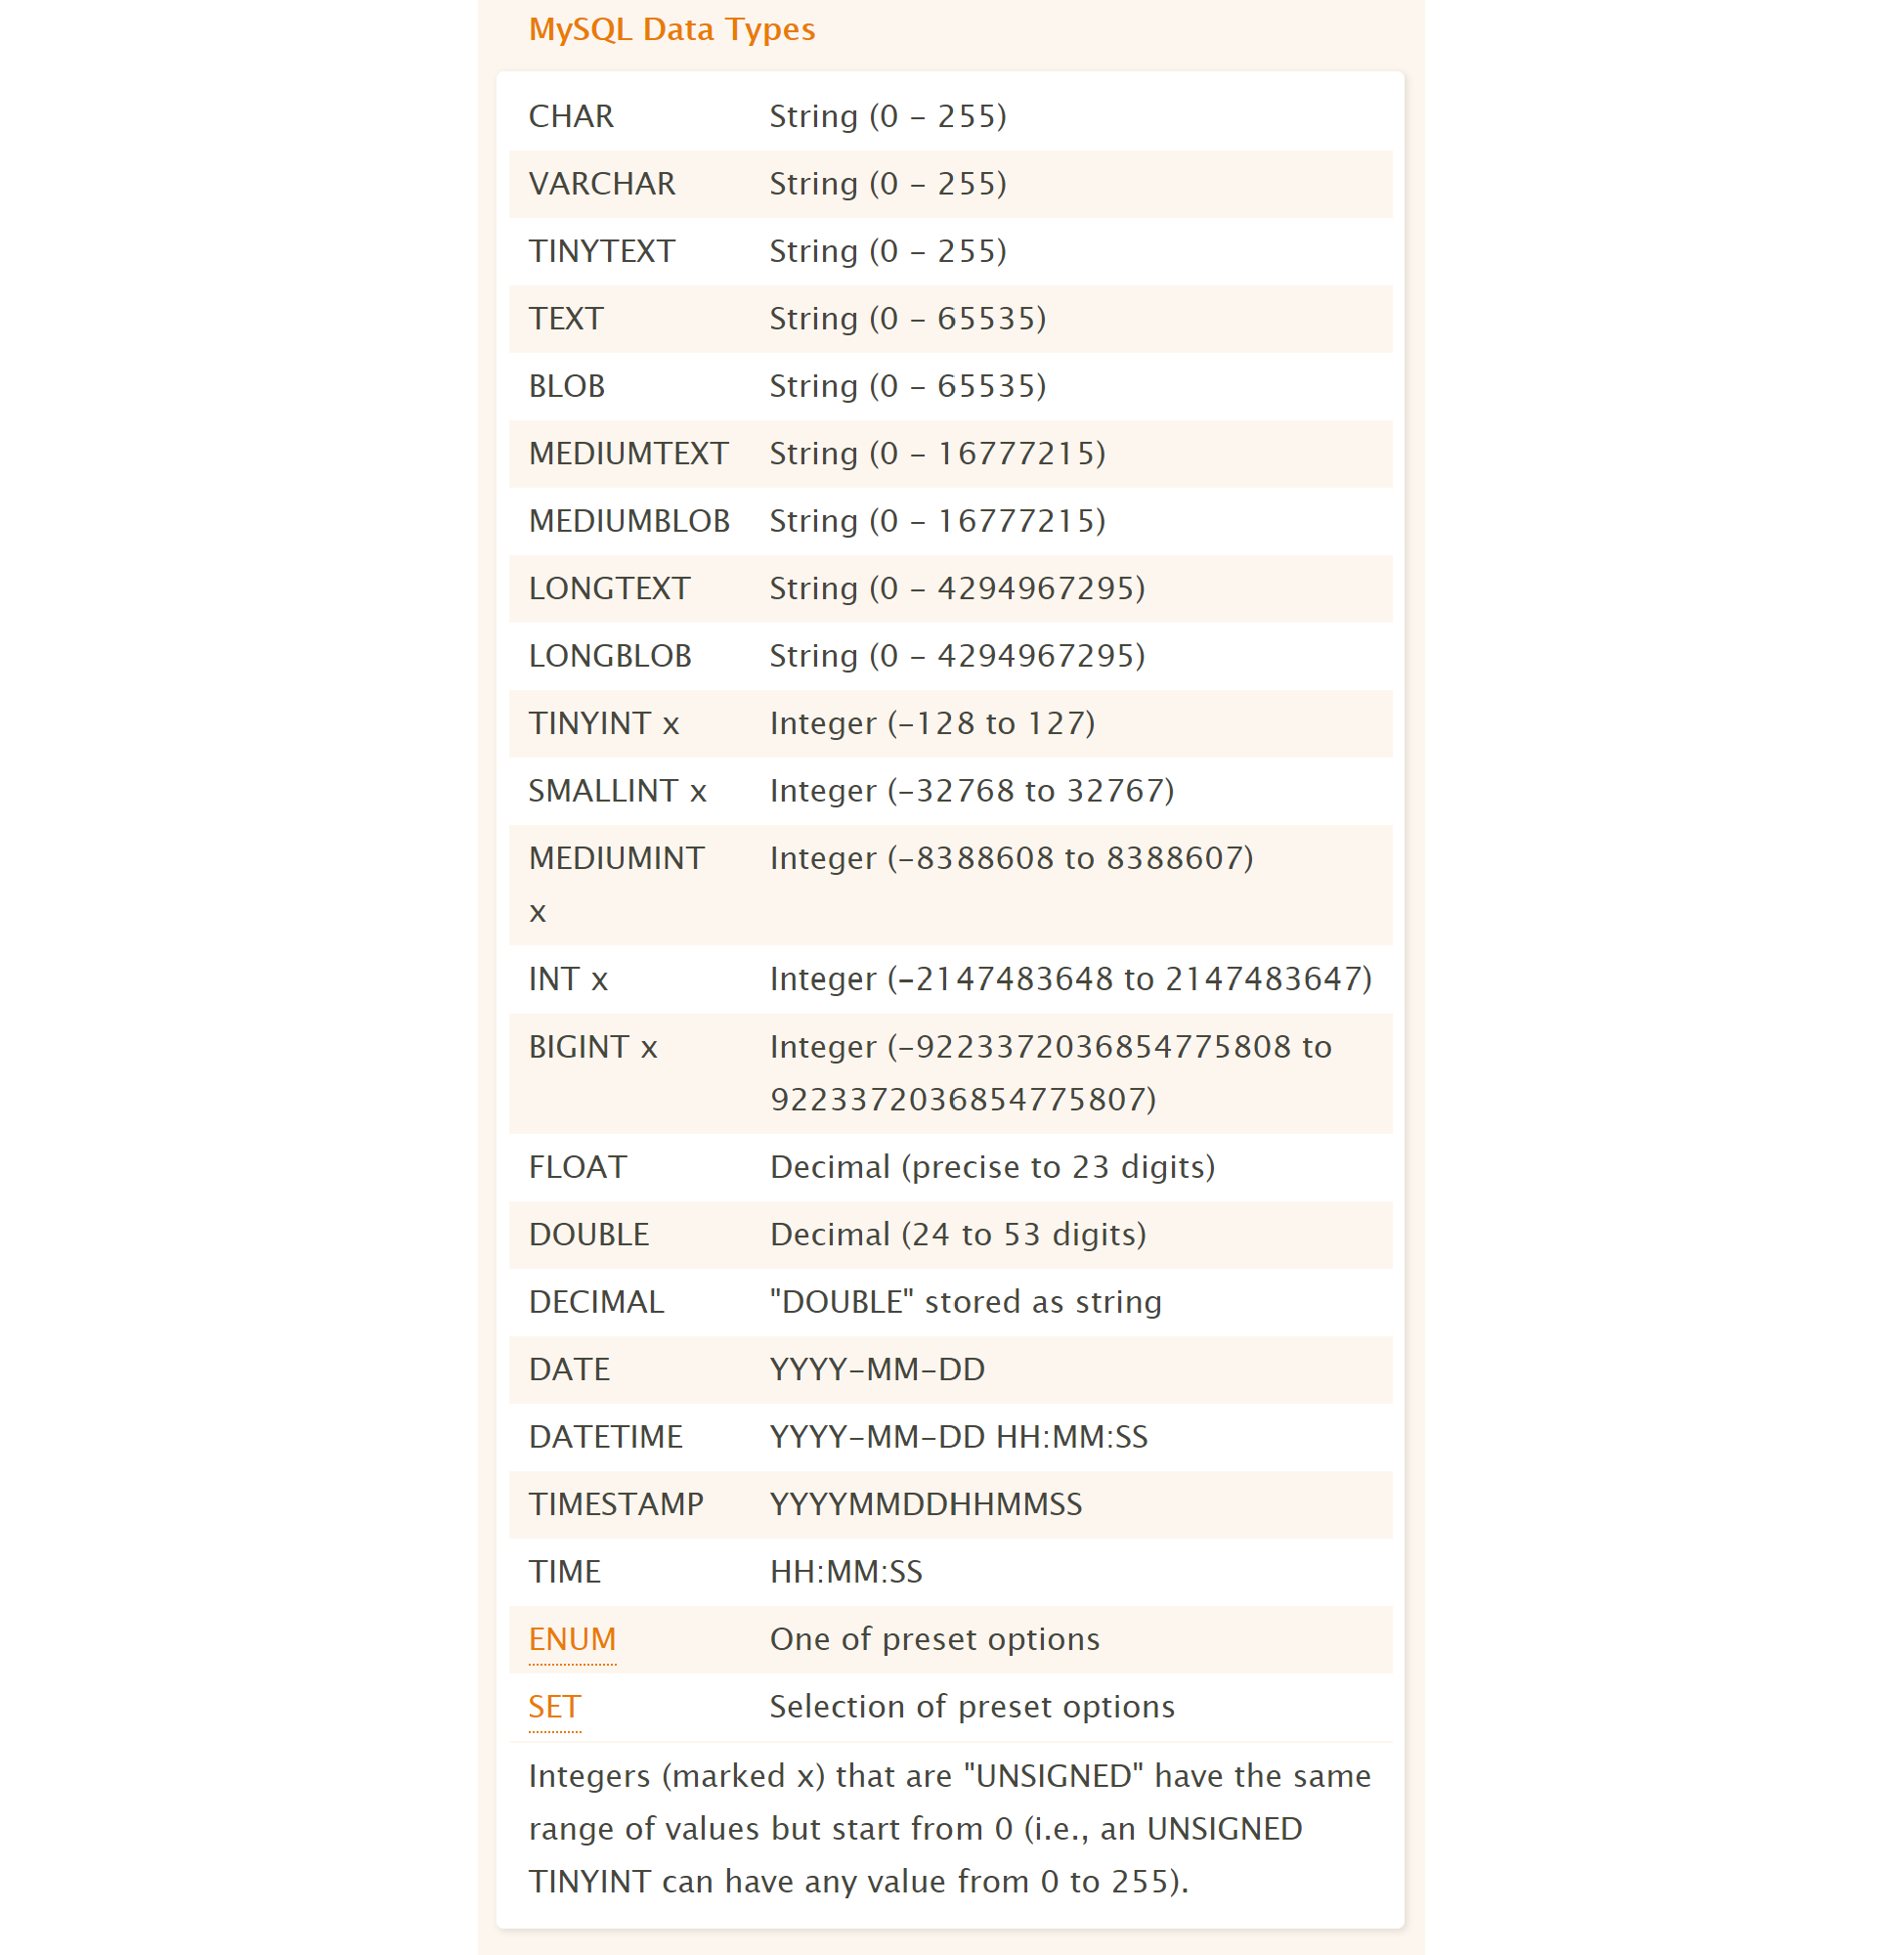 MySQL Data Types
CHAR String (0 - 255)
VARCHAR String (0 - 255)
TINYTEXT String (0 - 255)
TEXT String (0 - 65535)
BLOB String (0 - 65535)
MEDIUMTEXT String (0 - 16777215)
MEDIUMBLOB String (0 - 16777215)
LONGTEXT String (0 - 4294967295)
LONGBLOB String (0 - 4294967295)
TINYINT x Integer (-128 to 127)
SMALLINT x Integer (-32768 to 32767)
MEDIUMINT Integer (-8388608 to 8388607)
x
INT x Integer (-2147483648 to 2147483647)
BIGINT x Integer (-9223372036854775808 to
9223372036854775807)
FLOAT Decimal (precise to 23 digits)
DOUBLE Decimal (24 to 53 digits)
DECIMAL "DOUBLE" stored as string
DATE YYYY-MM-DD
DATETIME YYYY-MM-DD HH:MM:SS
TIMESTAMP YYYYMMDDHHMMSS
TIME HH:MM:SS
ENUM One of preset options
SET Selection of preset options
Integers (marked x) that are "UNSIGNED" have the same
range of values but start from 0 (i.e., an UNSIGNED
TINYINT can have any value from 0 to 255).